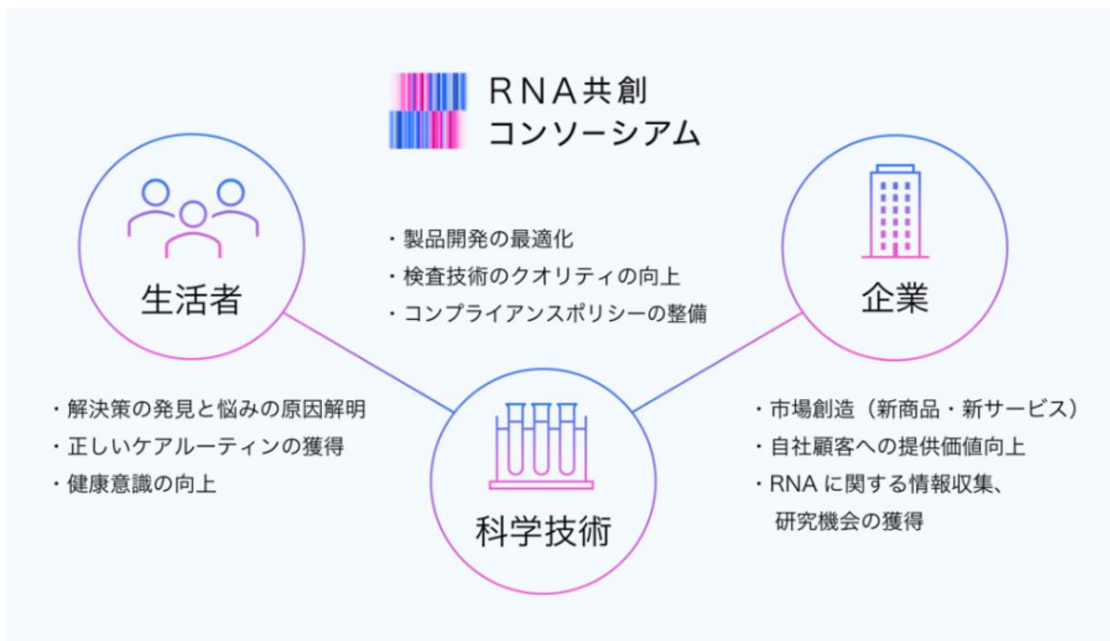 RNA共創
コンソーシアム
生活者
・解決策の発見と悩みの原因解明
・正しいケアルーティンの獲得
・健康意識の向上
・製品開発の最適化
・検査技術のクオリティの向上
・コンプライアンスポリシーの整備
科学技術
企業
・市場創造（新商品・新サービス）
・自社顧客への提供価値向上
・RNAに関する情報収集、
研究機会の獲得